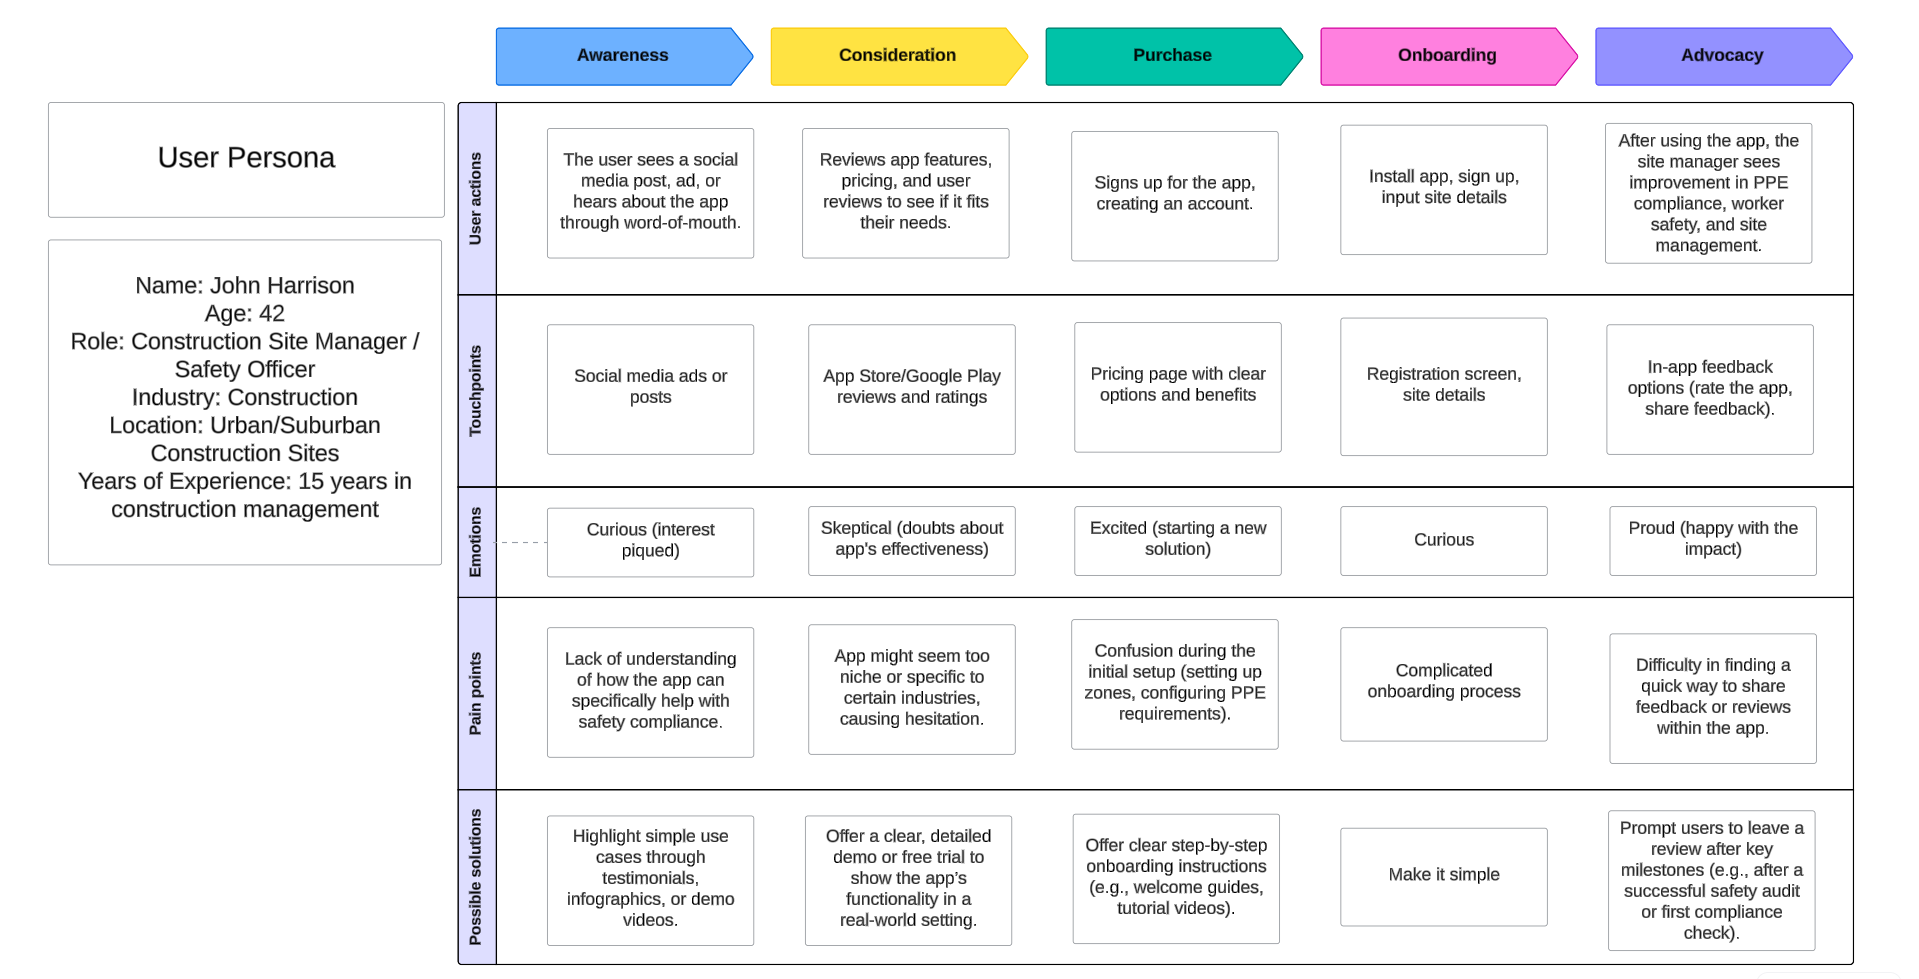 Awareness
Consideration
Purchase
Onboarding
Advocacy
User Persona
Name: John Harrison
Age: 42
Role: Construction Site Manager /
Safety Officer
Industry: Construction
Location: Urban/Suburban
Construction Sites
Years of Experience: 15 years in
construction management
User actions
The user sees a social
media post, ad, or
hears about the app
through word-of-mouth.
Reviews app features,
pricing, and user
reviews to see if it fits
their needs.
Signs up for the app,
creating an account.
Install app, sign up,
input site details
After using the app, the
site manager sees
improvement in PPE
compliance, worker
safety, and site
management.
Touchpoints
Social media ads or
posts
App Store/Google Play
reviews and ratings
Pricing page with clear
options and benefits
Registration screen,
site details
In-app feedback
options (rate the app,
share feedback).
Emotions
Curious (interest
piqued)
Skeptical (doubts about
app's effectiveness)
Excited (starting a new
solution)
Curious
Proud (happy with the
impact)
Pain points
Lack of understanding
of how the app can
specifically help with
safety compliance.
App might seem too
niche or specific to
certain industries,
causing hesitation.
Confusion during the
initial setup (setting up
zones, configuring PPE
requirements).
Complicated
onboarding process
Difficulty in finding a
quick way to share
feedback or reviews
within the app.
Possible solutions
Highlight simple use
cases through
testimonials,
infographics, or demo
videos.
Offer a clear, detailed
demo or free trial to
show the app’s
functionality in a
real-world setting.
Offer clear step-by-step
onboarding instructions
(e.g., welcome guides,
tutorial videos).
Make it simple
Prompt users to leave a
review after key
milestones (e.g., after a
successful safety audit
or first compliance
check).